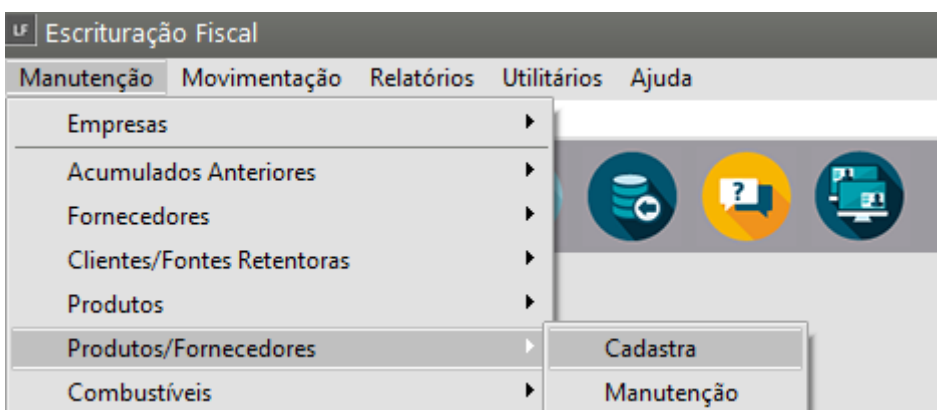 LF Escrituração Fiscal
Manutenção Movimentação Relatórios Utilitários Ajuda
Empresas
Acumulados Anteriores
Fornecedores
Clientes/Fontes Retentoras
Produtos
Produtos/Fornecedores Cadastra
Combustíveis Manutenção
?